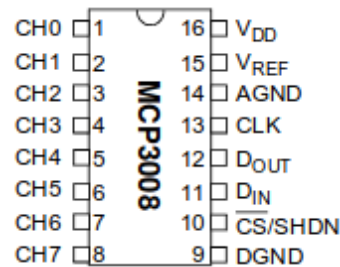 CH0 1 16 VDD
CH1 2 15 VREF
CH2 3 14 AGND
CH3 4 13 CLK
CH4 5 12 DOUT
CH5 6 11 DIN
CH6 7 10 C̅S̅/SHDN
CH7 8 9 DGND
MCP3008